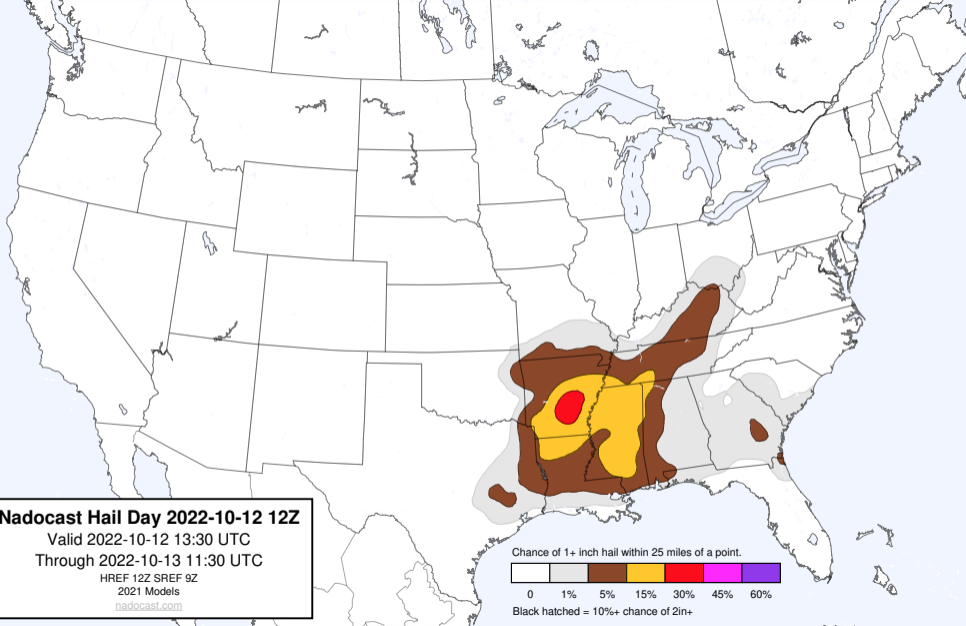 Nadocast Hail Day 2022-10-12 12Z
Valid 2022-10-12 13:30 UTC
Through 2022-10-13 11:30 UTC
HREF 12Z SREF 9Z
2021 Models
nadocast.com
Chance of 1+ inch hail within 25 miles of a point.
0 1% 5% 15% 30% 45% 60%
Black hatched = 10%+ chance of 2in+